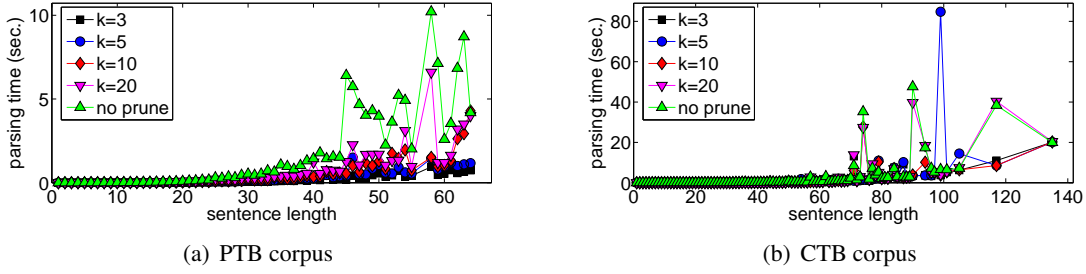 parsing time (sec.)
10
5
0
k=3
k=5
k=10
k=20
no prune
0 10 20 30 40 50 60
sentence length
(a) PTB corpus
parsing time (sec.)
80
60
40
20
0
k=3
k=5
k=10
k=20
no prune
0 20 40 60 80 100 120 140
sentence length
(b) CTB corpus